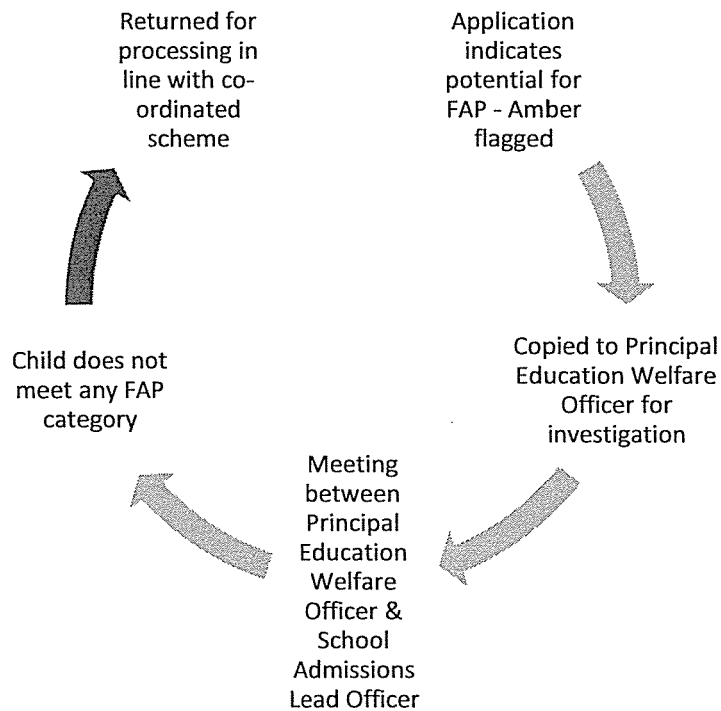 Returned for
processing in
line with co-
ordinated
scheme
Application
indicates
potential for
FAP - Amber
flagged
Copied to Principal
Education Welfare
Officer for
investigation
Meeting
between
Principal
Education
Welfare
Officer &
School
Admissions
Lead Officer
Child does not
meet any FAP
category